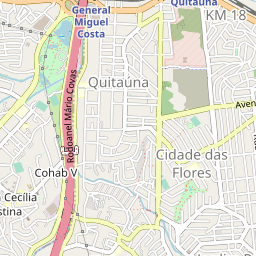 Quitaúna
KM 18
General
Miguel
Costa
Quitaúna
Rodoanel Mário Covas
Aven
Cidade das
Flores
Cohab V
a Cecília
stina